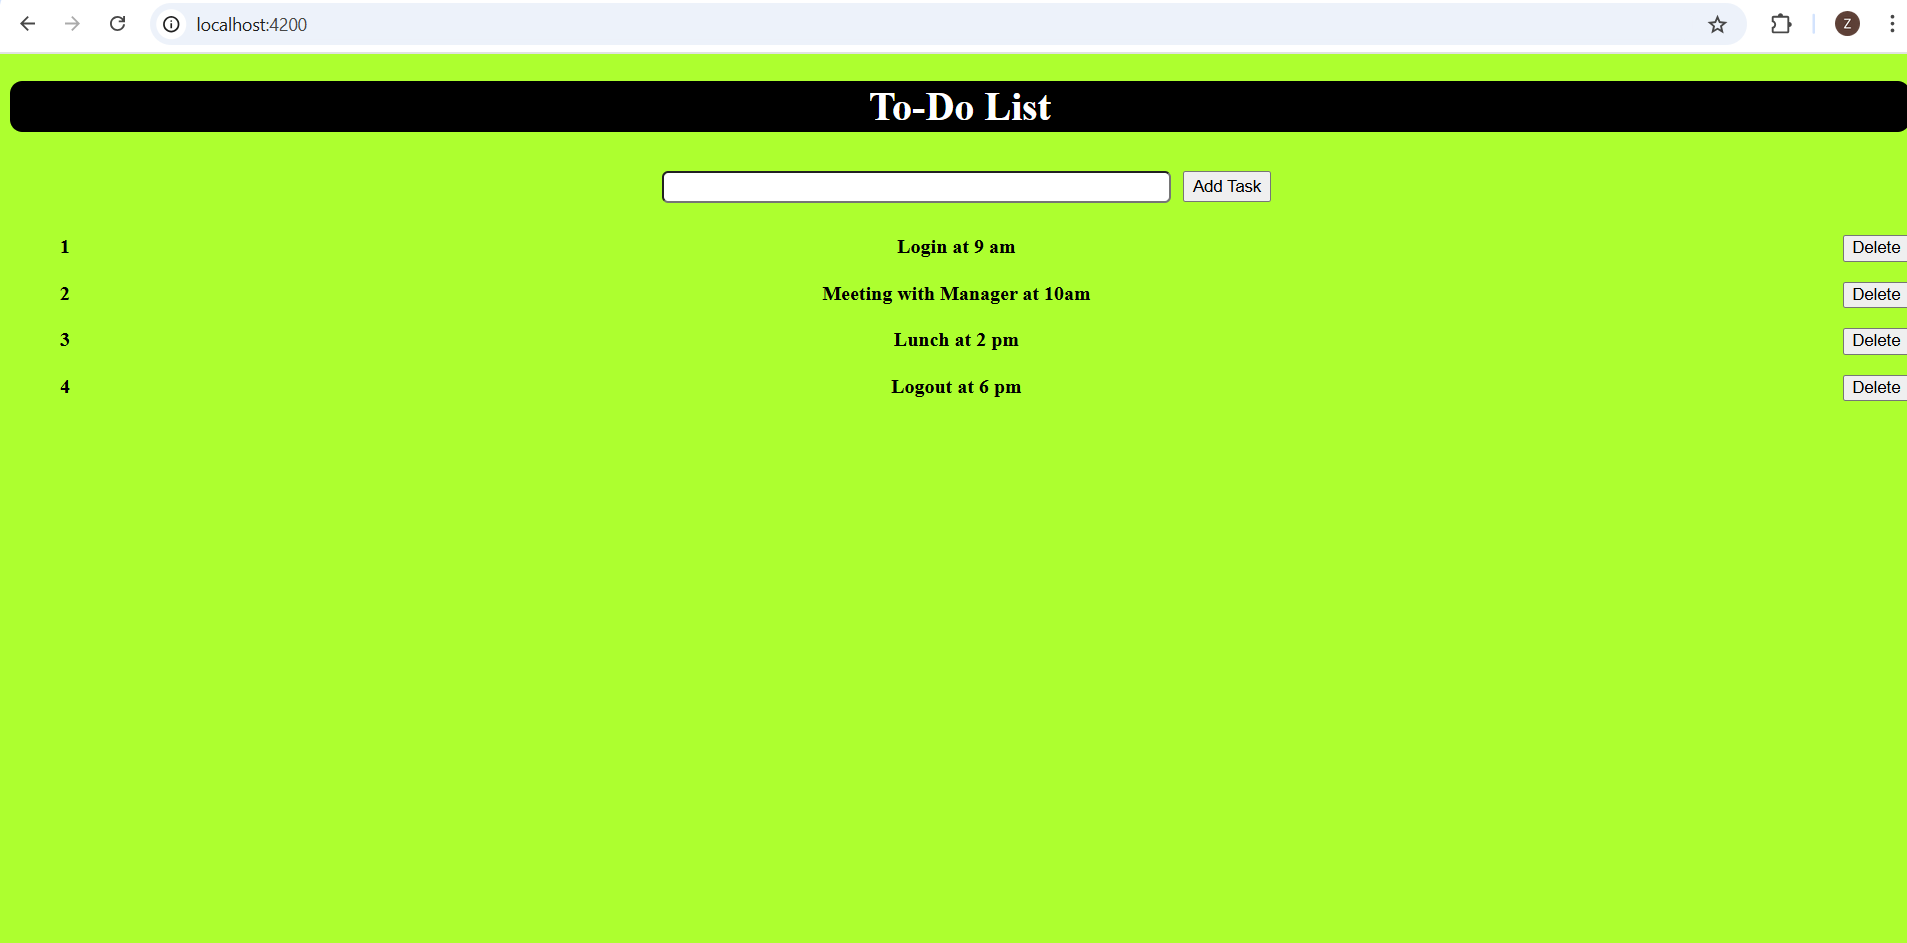 localhost:4200
Z
To-Do List
Add Task
1 Login at 9 am Delete
2 Meeting with Manager at 10am Delete
3 Lunch at 2 pm Delete
4 Logout at 6 pm Delete